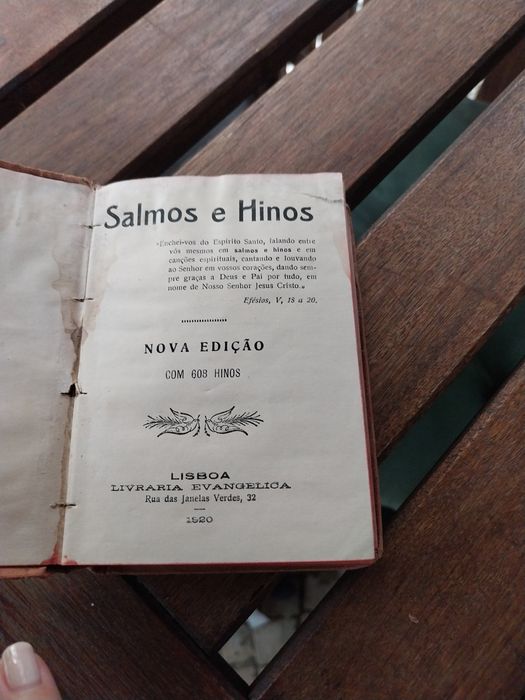 Salmos e Hinos
«Enchei-vos do Espírito Santo, falando entre
vós mesmos em salmos e hinos e em
canções espirituais, cantando e louvando
ao Senhor em vossos corações, dando sem-
pre graças a Deus e Pai por tudo, em
nome de Nosso Senhor Jesus Cristo.»
Efésios, V, 18 a 20.
NOVA EDIÇÃO
COM 608 HINOS
LISBOA
LIVRARIA EVANGELICA
Rua das Janelas Verdes, 32
1920